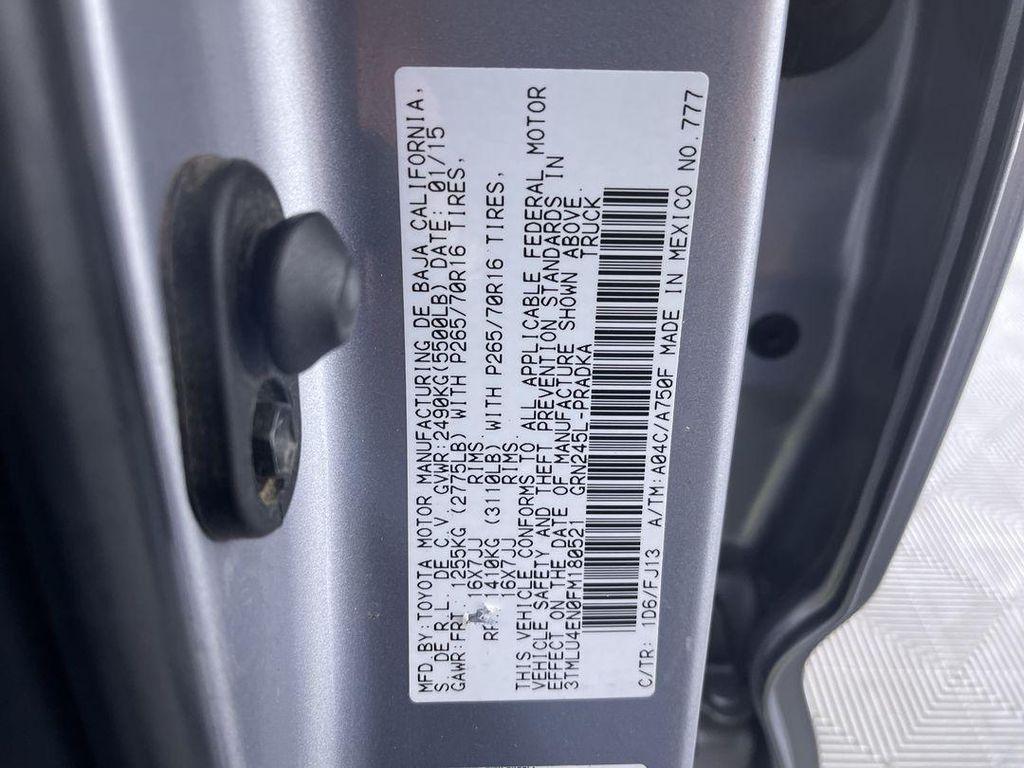 MFD BY:TOYOTA MOTOR MANUFACTURING DE BAJA CALIFORNIA,
S. DE R.L. DE C.V. GVWR:2490KG(5500LB) DATE: 01/15
GAWR:FRT: 1255KG (2775LB) WITH P265/70R16 TIRES,
16X7JJ RIMS.
1410KG (3110LB) WITH P265/70R16 TIRES,
16X7JJ RIMS.
THIS VEHICLE CONFORMS TO ALL APPLICABLE FEDERAL MOTOR
VEHICLE SAFETY AND THEFT PREVENTION STANDARDS IN
EFFECT ON THE DATE OF MANUFACTURE SHOWN ABOVE.
3TMLU4EN0FM180521 GRN245L-PRADKA TRUCK
C/TR: 1D6/FJ13 A/TM:A04C/A750F MADE IN MEXICO NO.777